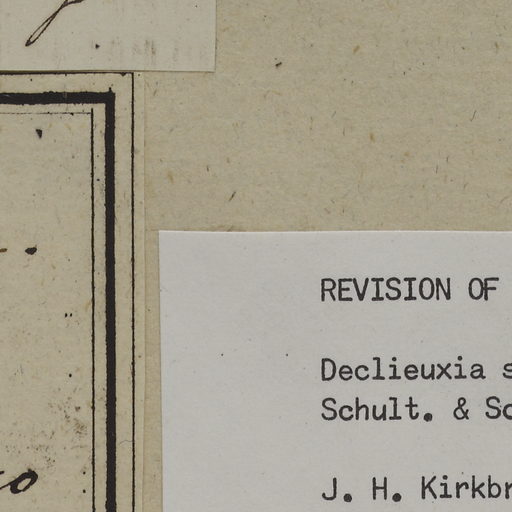 REVISION OF
Declieuxia s
Schult. & Sc
J. H. Kirkbr